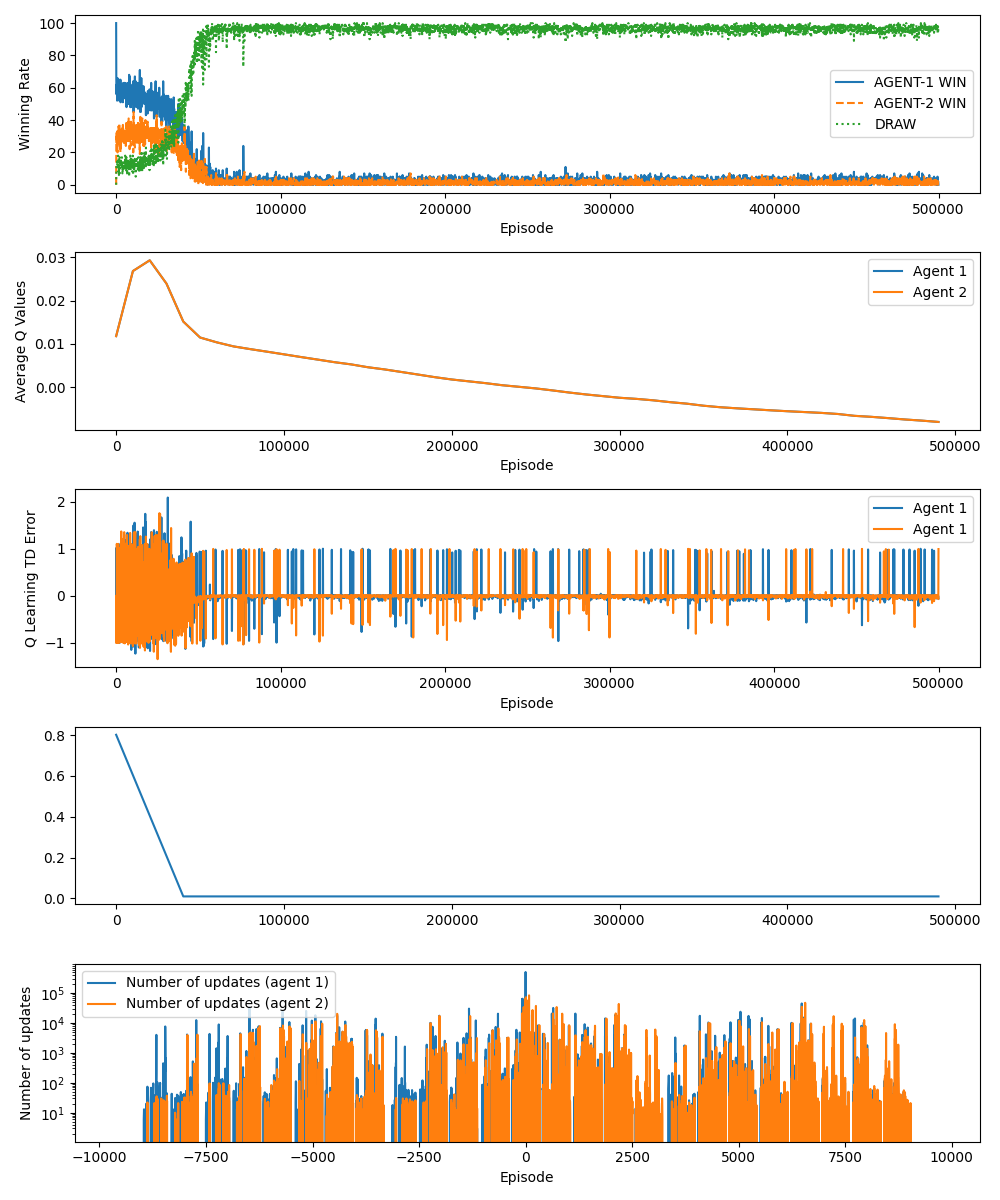 100
80
60
40
20
0
Winning Rate
AGENT-1 WIN
AGENT-2 WIN
DRAW
0 100000 200000 300000 400000 500000
Episode
0.03
0.02
0.01
0.00
Average Q Values
Agent 1
Agent 2
0 100000 200000 300000 400000 500000
Episode
2
1
0
−1
Q Learning TD Error
Agent 1
Agent 1
0 100000 200000 300000 400000 500000
Episode
0.8
0.6
0.4
0.2
0.0
0 100000 200000 300000 400000 500000
10⁵
10⁴
10³
10²
10¹
Number of updates
Number of updates (agent 1)
Number of updates (agent 2)
−10000 −7500 −5000 −2500 0 2500 5000 7500 10000
Episode